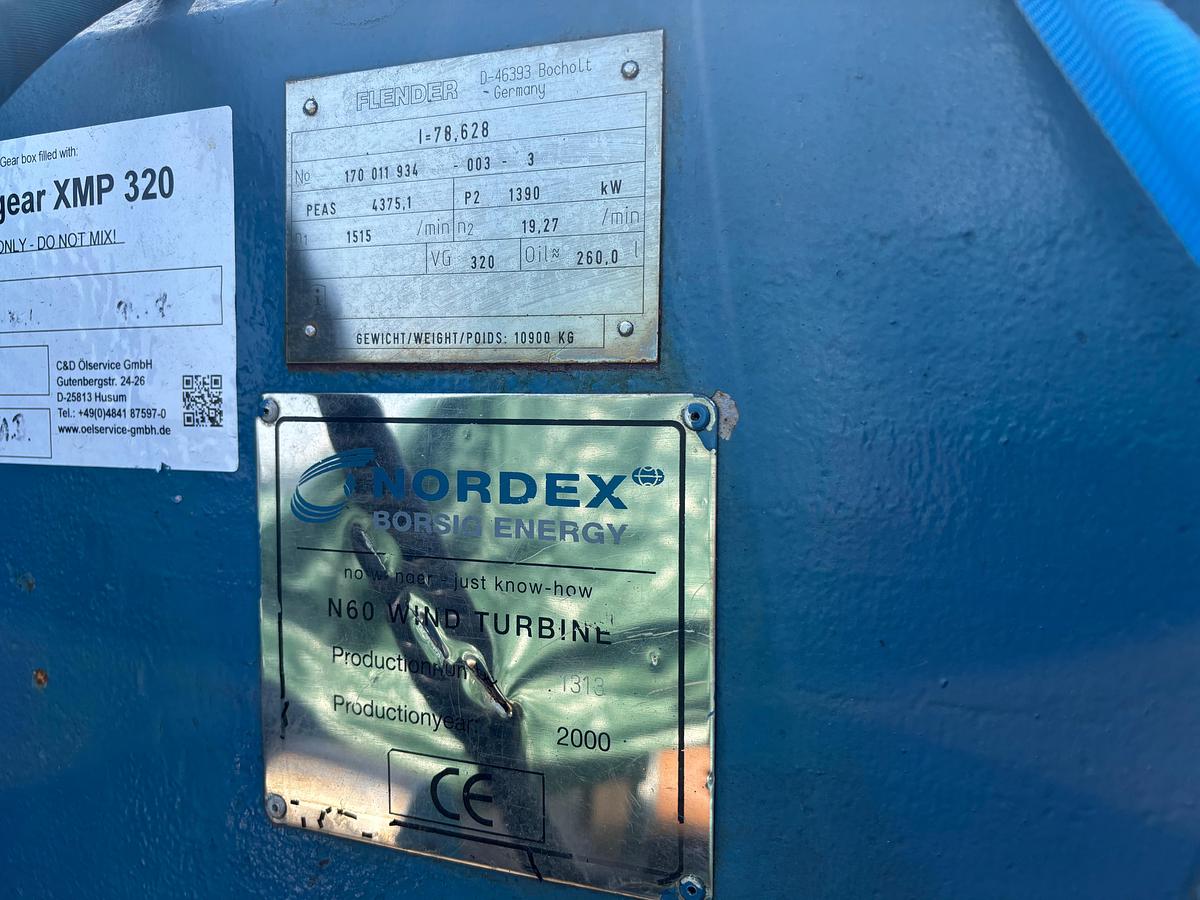 Gear box filled with:
gear XMP 320
ONLY - DO NOT MIX!
C&D Ölservice GmbH
Gutenbergstr. 24-26
D-25813 Husum
Tel.: +49(0)4841 87597-0
www.oelservice-gmbh.de
FLENDER D-46393 Bocholt
- Germany
I=78,628
No 170 011 934 - 003 - 3
PEAS 4375,1 P2 1390 kW
n1 1515 /min n2 19,27 /min
VG 320 Oil≈ 260,0 l
GEWICHT/WEIGHT/POIDS: 10900 KG
NORDEX
BORSIG ENERGY
no - just know-how
N60 WIND TURBINE
1313
Productionyear: 2000
CE